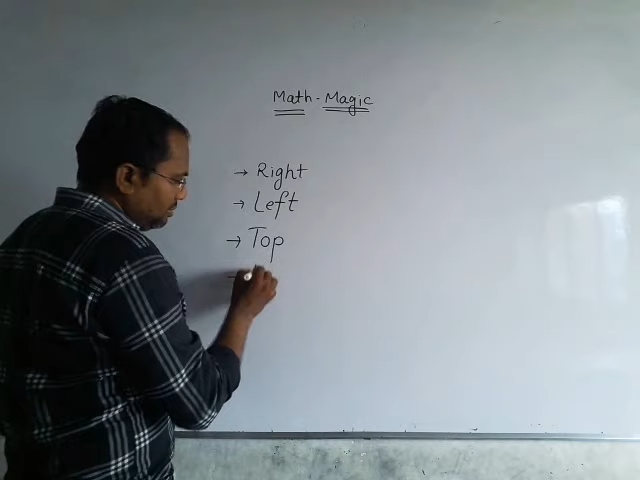 Math-Magic
→ Right
→ Left
→ Top